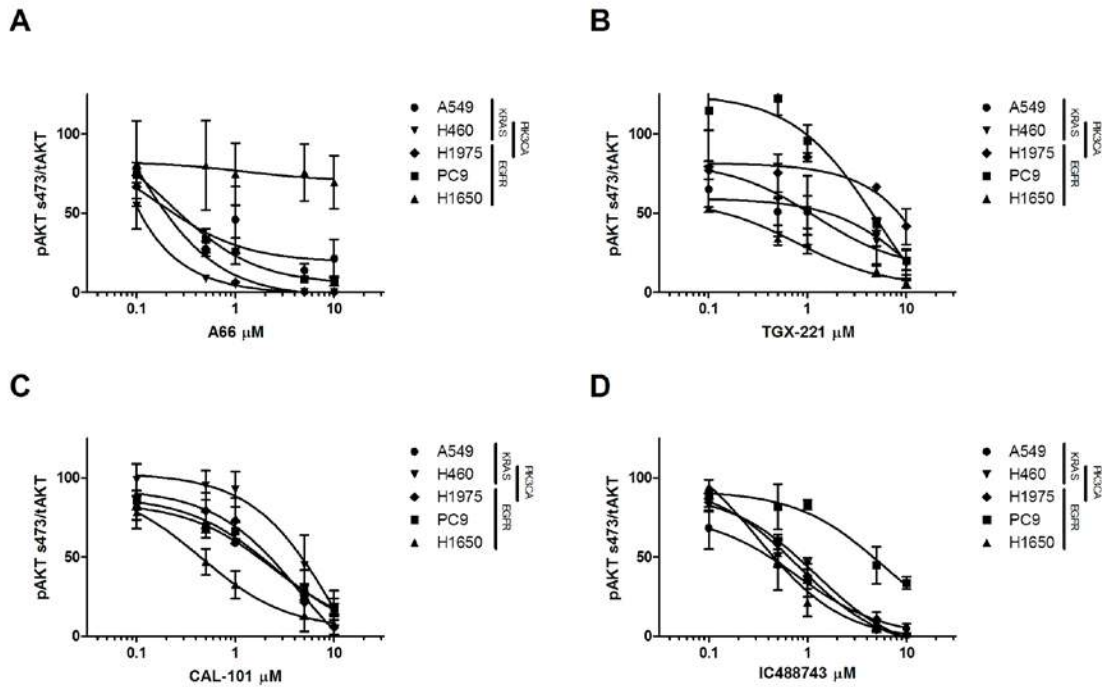 A
pAKT s473/tAKT
100
50
0
0.1
1
10
A66 µM
A549
H460
H1975
PC9
H1650
KRAS
EGFR
PIK3CA
B
pAKT s473/tAKT
100
50
0
0.1
1
10
TGX-221 µM
A549
H460
H1975
PC9
H1650
KRAS
EGFR
PIK3CA
C
pAKT s473/tAKT
100
50
0
0.1
1
10
CAL-101 µM
A549
H460
H1975
PC9
H1650
KRAS
EGFR
PIK3CA
D
pAKT s473/tAKT
100
50
0
0.1
1
10
IC488743 µM
A549
H460
H1975
PC9
H1650
KRAS
EGFR
PIK3CA